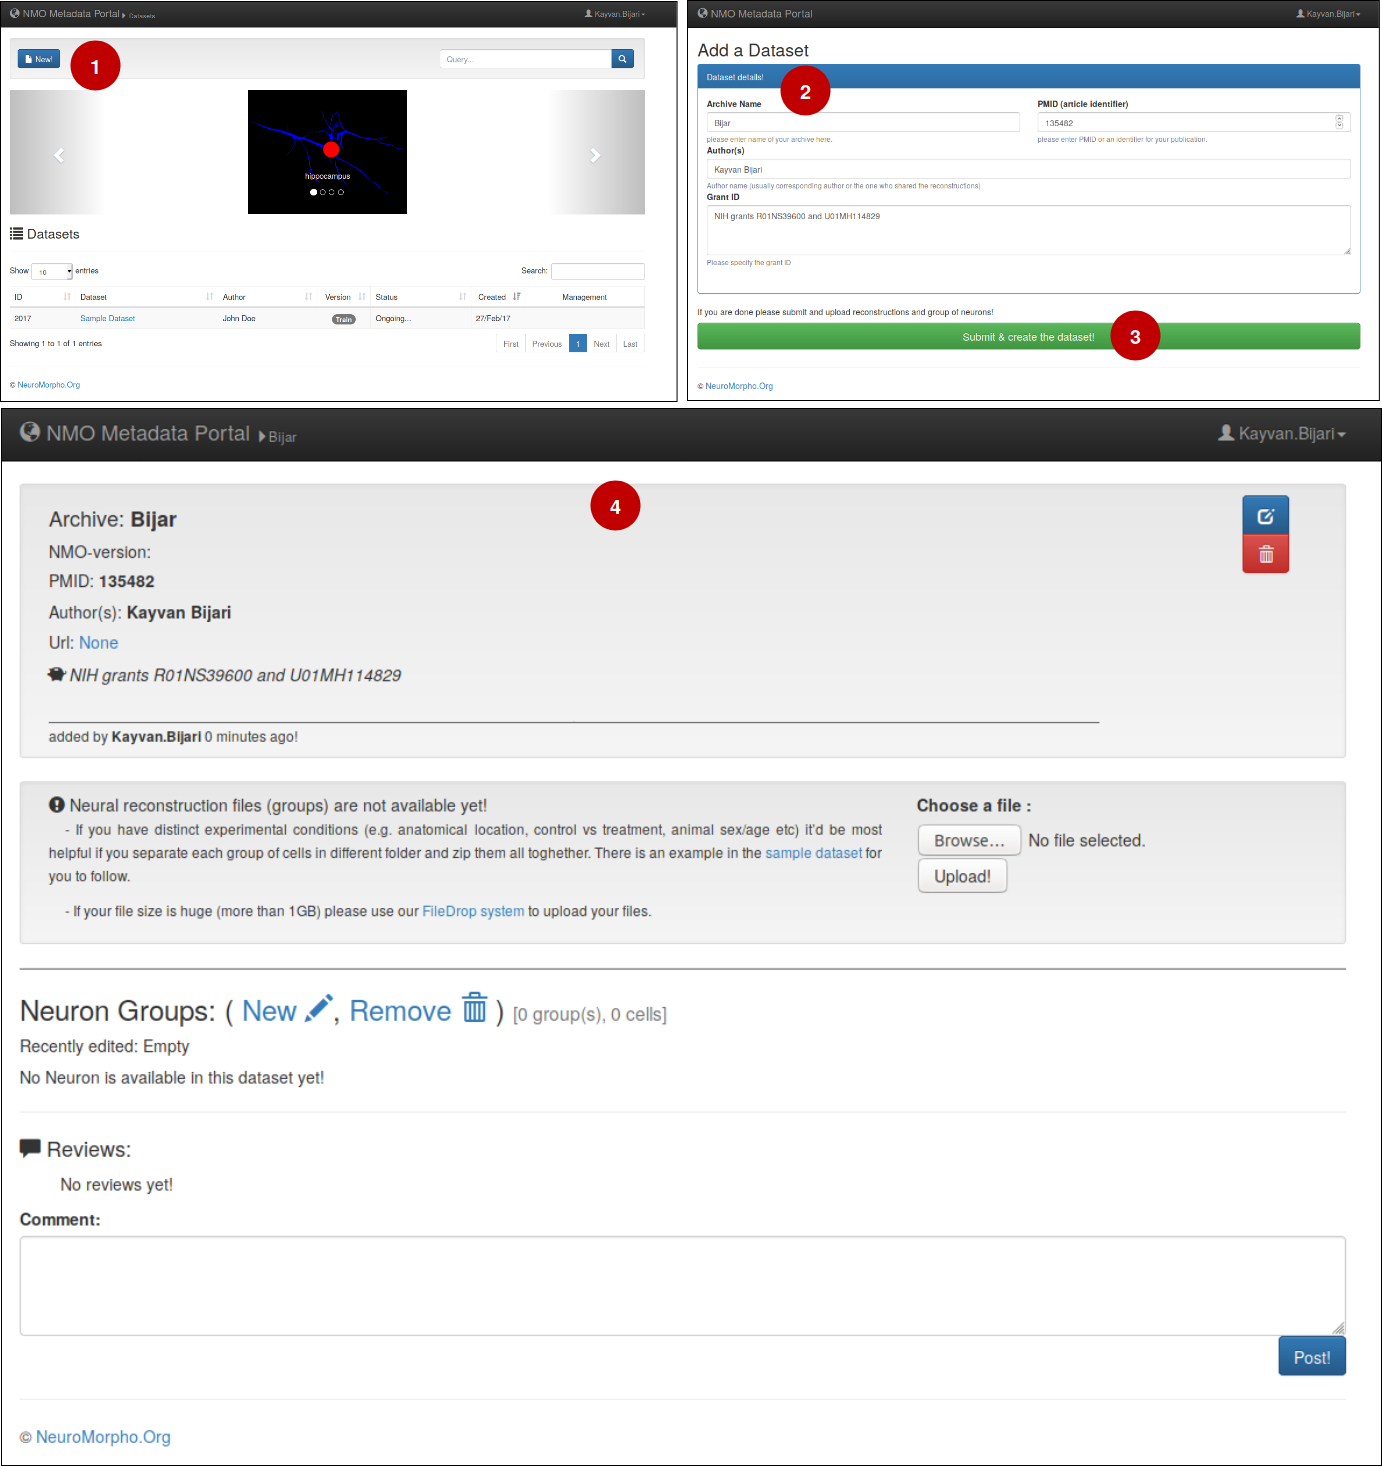 NMO Metadata Portal Datasets
Kayvan.Bijari
New!
1
Query...
hippocampus
Datasets
Show 10 entries
Search:
ID Dataset Author Version Status Created Management
2017 Sample Dataset John Doe Train Ongoing... 27/Feb/17
Showing 1 to 1 of 1 entries
First Previous 1 Next Last
© NeuroMorpho.Org
NMO Metadata Portal
Kayvan.Bijari
Add a Dataset
Dataset details!
2
Archive Name
PMID (article identifier)
Bijar
135482
please enter name of your archive here.
please enter PMID or an identifier for your publication.
Author(s)
Kayvan Bijari
Author name (usually corresponding author or the one who shared the reconstructions)
Grant ID
NIH grants R01NS39600 and U01MH114829
Please specify the grant ID
If you are done please submit and upload reconstructions and group of neurons!
Submit & create the dataset!
3
© NeuroMorpho.Org
NMO Metadata Portal Bijar
Kayvan.Bijari
4
Archive: Bijar
NMO-version:
PMID: 135482
Author(s): Kayvan Bijari
Url: None
NIH grants R01NS39600 and U01MH114829
added by Kayvan.Bijari 0 minutes ago!
Neural reconstruction files (groups) are not available yet!
- If you have distinct experimental conditions (e.g. anatomical location, control vs treatment, animal sex/age etc) it'd be most
helpful if you separate each group of cells in different folder and zip them all toghether. There is an example in the sample dataset for
you to follow.
- If your file size is huge (more than 1GB) please use our FileDrop system to upload your files.
Choose a file :
Browse... No file selected.
Upload!
Neuron Groups: ( New , Remove ) [0 group(s), 0 cells]
Recently edited: Empty
No Neuron is available in this dataset yet!
Reviews:
No reviews yet!
Comment:
Post!
© NeuroMorpho.Org